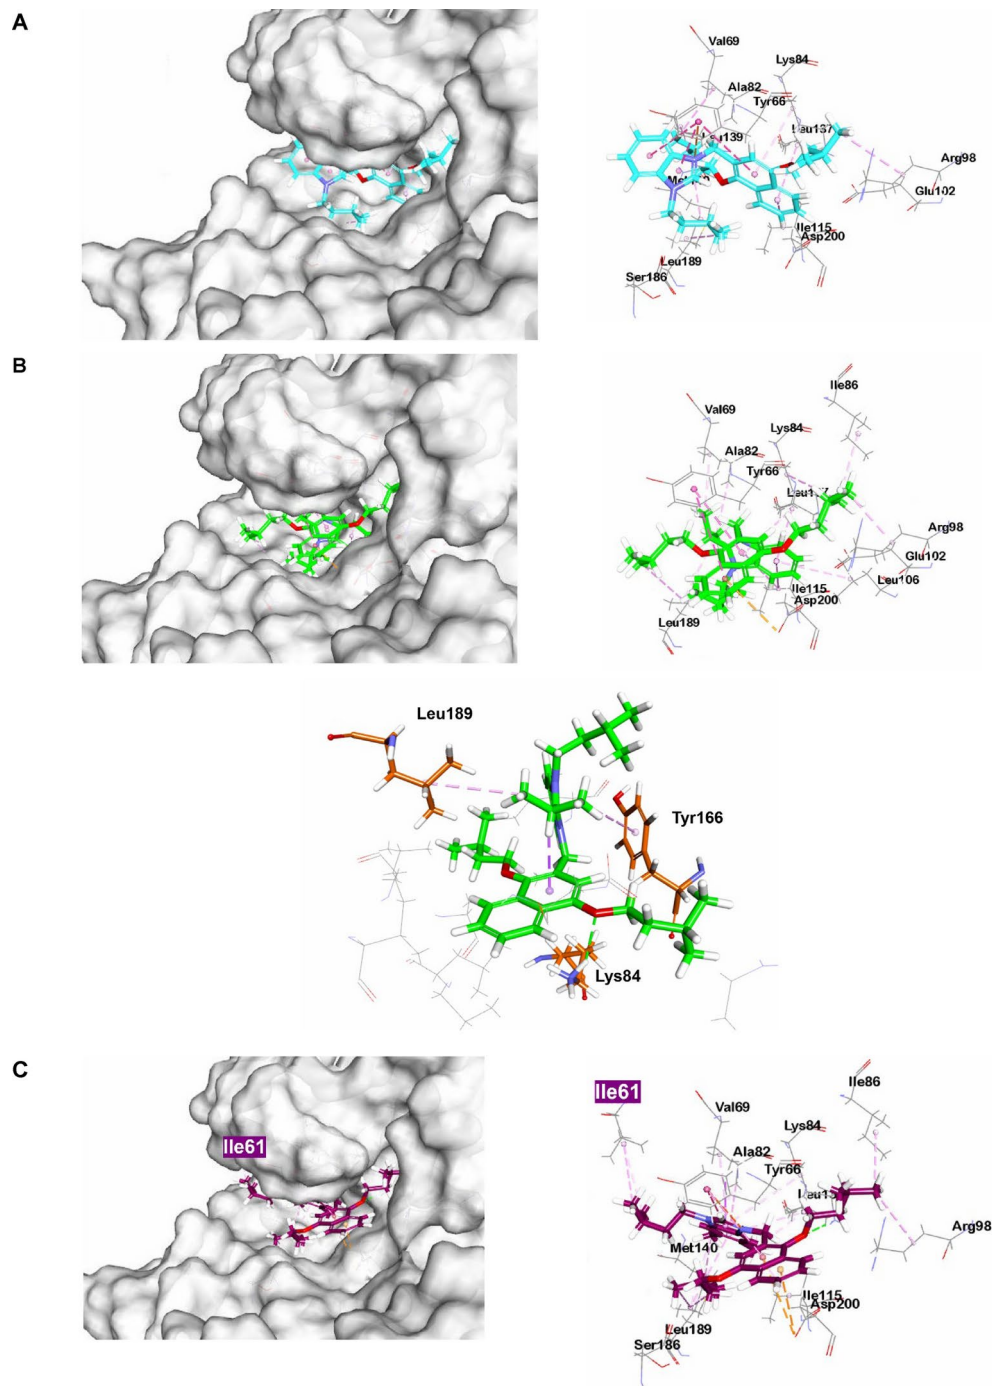 A
Val69
Lys84
Ala82
Tyr66
Arg98
Glu102
Ile115
Asp200
Leu189
Ser186
B
Ile86
Val69
Lys84
Ala82
Tyr66
Arg98
Glu102
Leu106
Ile115
Asp200
Leu189
Leu189
Tyr166
Lys84
C
Ile61
Ile61
Ile86
Val69
Lys84
Ala82
Tyr66
Arg98
Met140
Ile115
Asp200
Leu189
Ser186